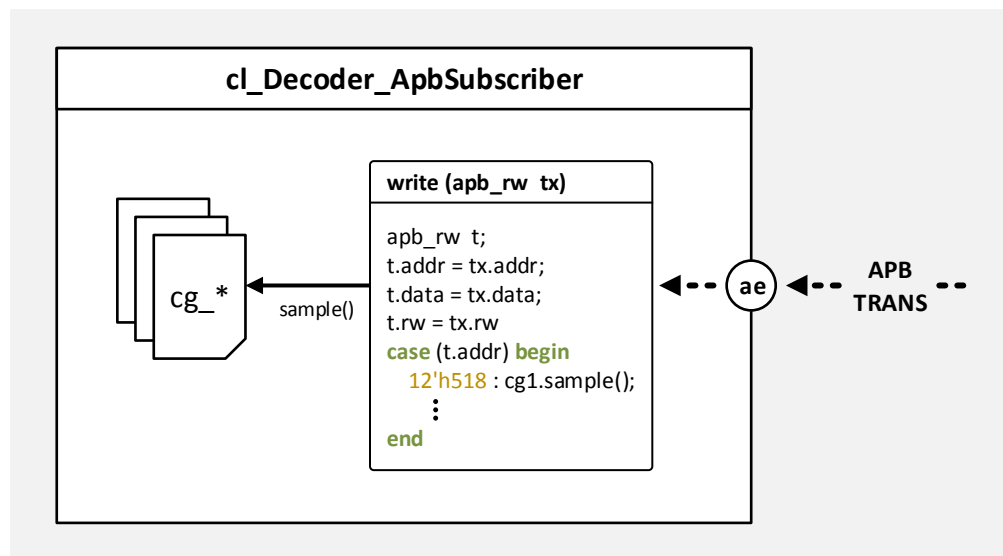 cl_Decoder_ApbSubscriber
write (apb_rw tx)
apb_rw t;
t.addr = tx.addr;
t.data = tx.data;
t.rw = tx.rw
case (t.addr) begin
12'h518 : cg1.sample();
⋮
end
cg_*
sample()
ae
APB
TRANS